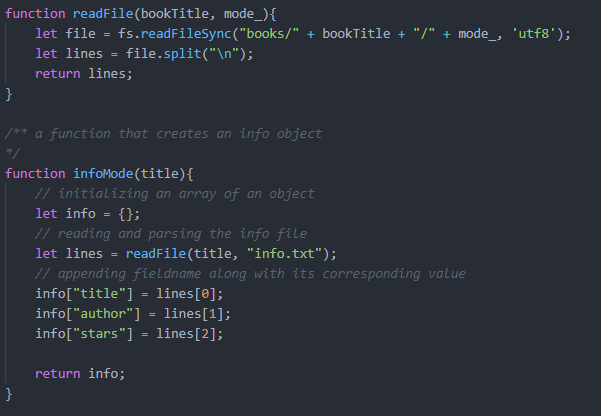 function readFile(bookTitle, mode_){
    let file = fs.readFileSync("books/" + bookTitle + "/" + mode_, 'utf8');
    let lines = file.split("\n");
    return lines;
}

/** a function that creates an info object
*/
function infoMode(title){
    // initializing an array of an object
    let info = {};
    // reading and parsing the info file
    let lines = readFile(title, "info.txt");
    // appending fieldname along with its corresponding value
    info["title"] = lines[0];
    info["author"] = lines[1];
    info["stars"] = lines[2];

    return info;
}